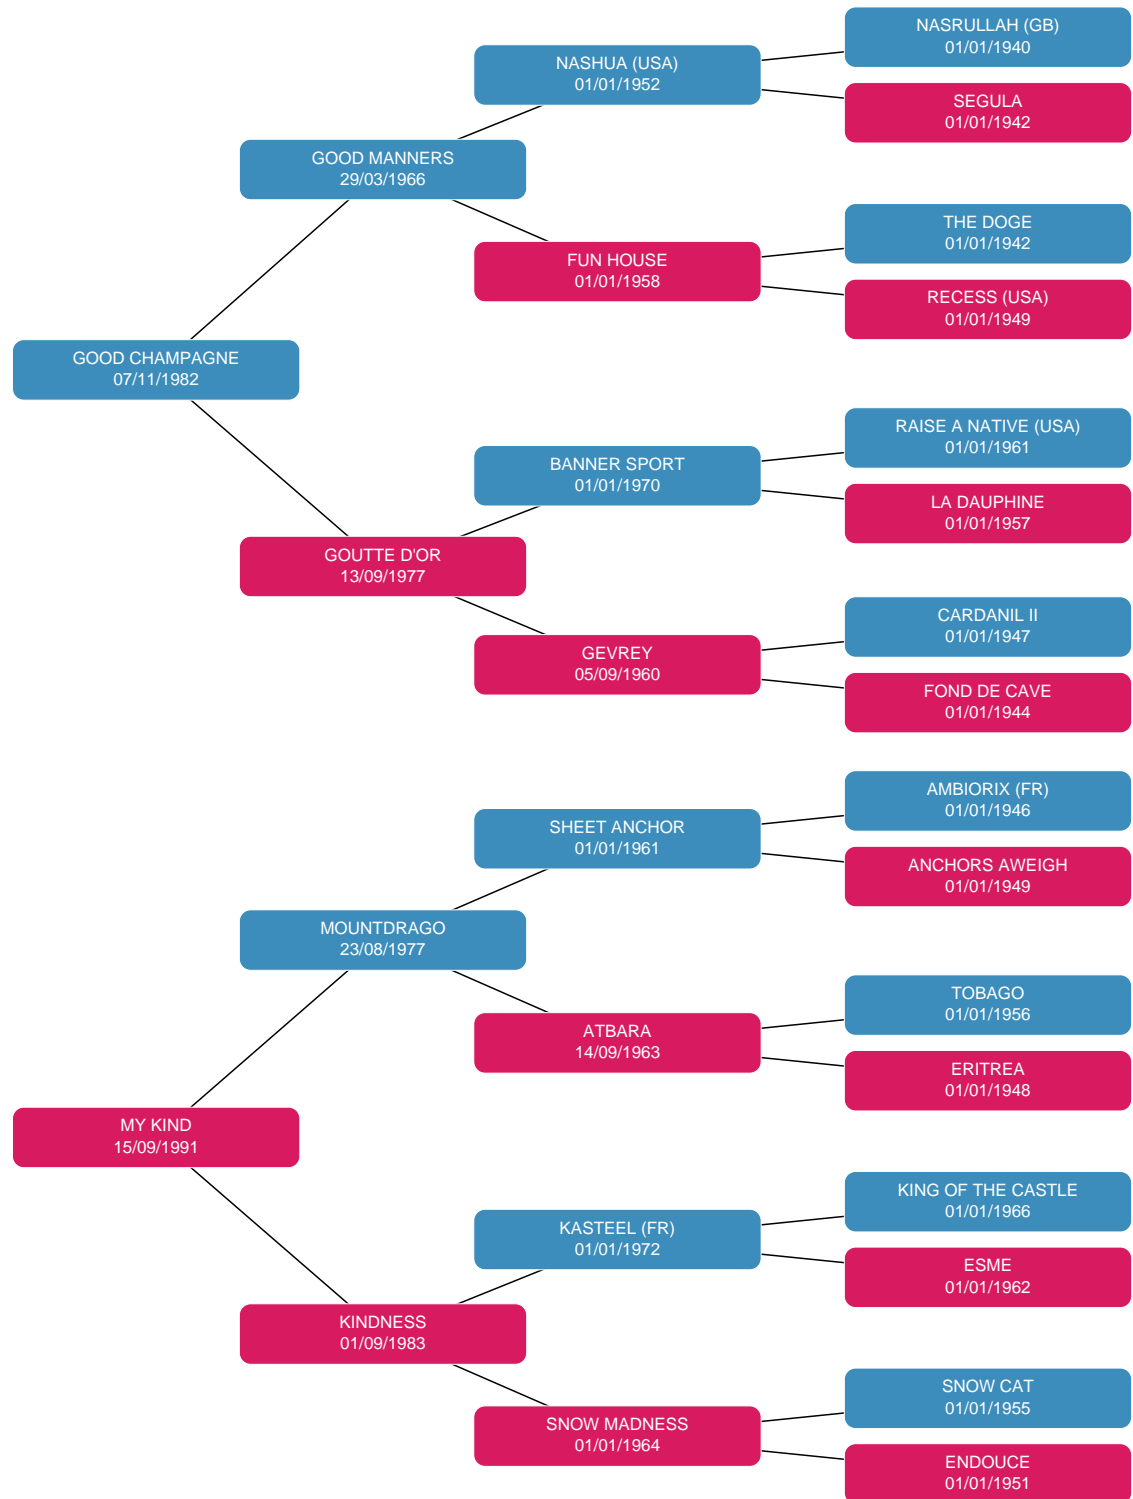 NASRULLAH (GB)
01/01/1940
NASHUA (USA)
01/01/1952
SEGULA
01/01/1942
GOOD MANNERS
29/03/1966
THE DOGE
01/01/1942
FUN HOUSE
01/01/1958
RECESS (USA)
01/01/1949
GOOD CHAMPAGNE
07/11/1982
RAISE A NATIVE (USA)
01/01/1961
BANNER SPORT
01/01/1970
LA DAUPHINE
01/01/1957
GOUTTE D'OR
13/09/1977
CARDANIL II
01/01/1947
GEVREY
05/09/1960
FOND DE CAVE
01/01/1944
AMBIORIX (FR)
01/01/1946
SHEET ANCHOR
01/01/1961
ANCHORS AWEIGH
01/01/1949
MOUNTDRAGO
23/08/1977
TOBAGO
01/01/1956
ATBARA
14/09/1963
ERITREA
01/01/1948
MY KIND
15/09/1991
KING OF THE CASTLE
01/01/1966
KASTEEL (FR)
01/01/1972
ESME
01/01/1962
KINDNESS
01/09/1983
SNOW CAT
01/01/1955
SNOW MADNESS
01/01/1964
ENDOUCE
01/01/1951